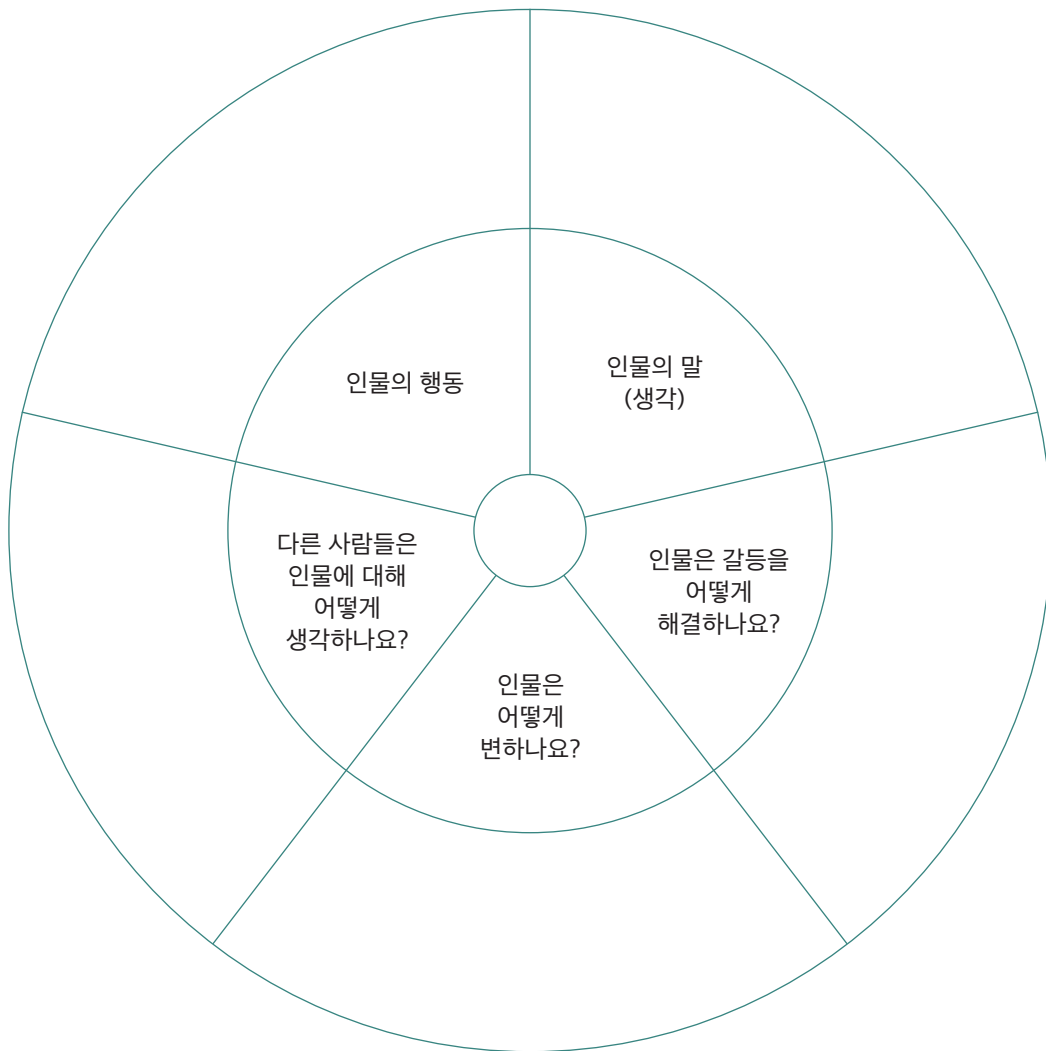 인물의 행동
인물의 말
(생각)
다른 사람들은
인물에 대해
어떻게
생각하나요?
인물은 갈등을
어떻게
해결하나요?
인물은
어떻게
변하나요?